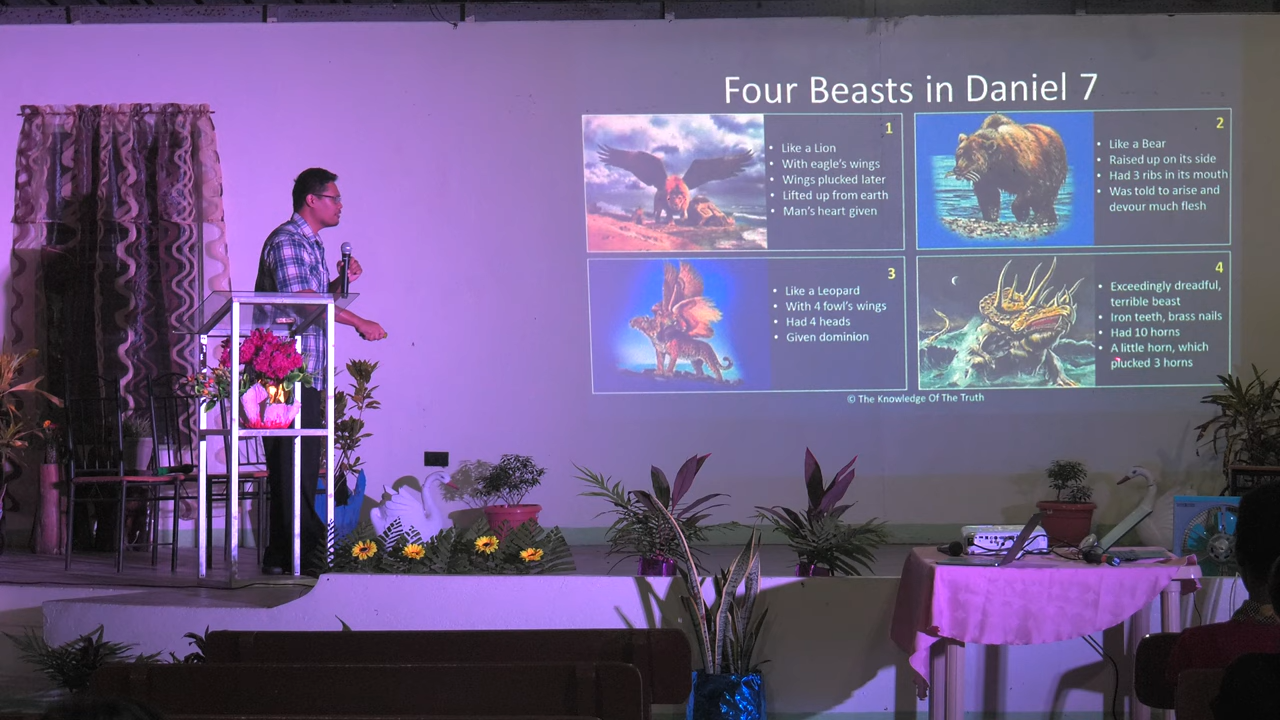 Four Beasts in Daniel 7
1
• Like a Lion
• With eagle's wings
• Wings plucked later
• Lifted up from earth
• Man's heart given
2
• Like a Bear
• Raised up on its side
• Had 3 ribs in its mouth
• Was told to arise and
devour much flesh
3
• Like a Leopard
• With 4 fowl's wings
• Had 4 heads
• Given dominion
4
• Exceedingly dreadful,
terrible beast
• Iron teeth, brass nails
• Had 10 horns
• A little horn, which
plucked 3 horns
© The Knowledge Of The Truth